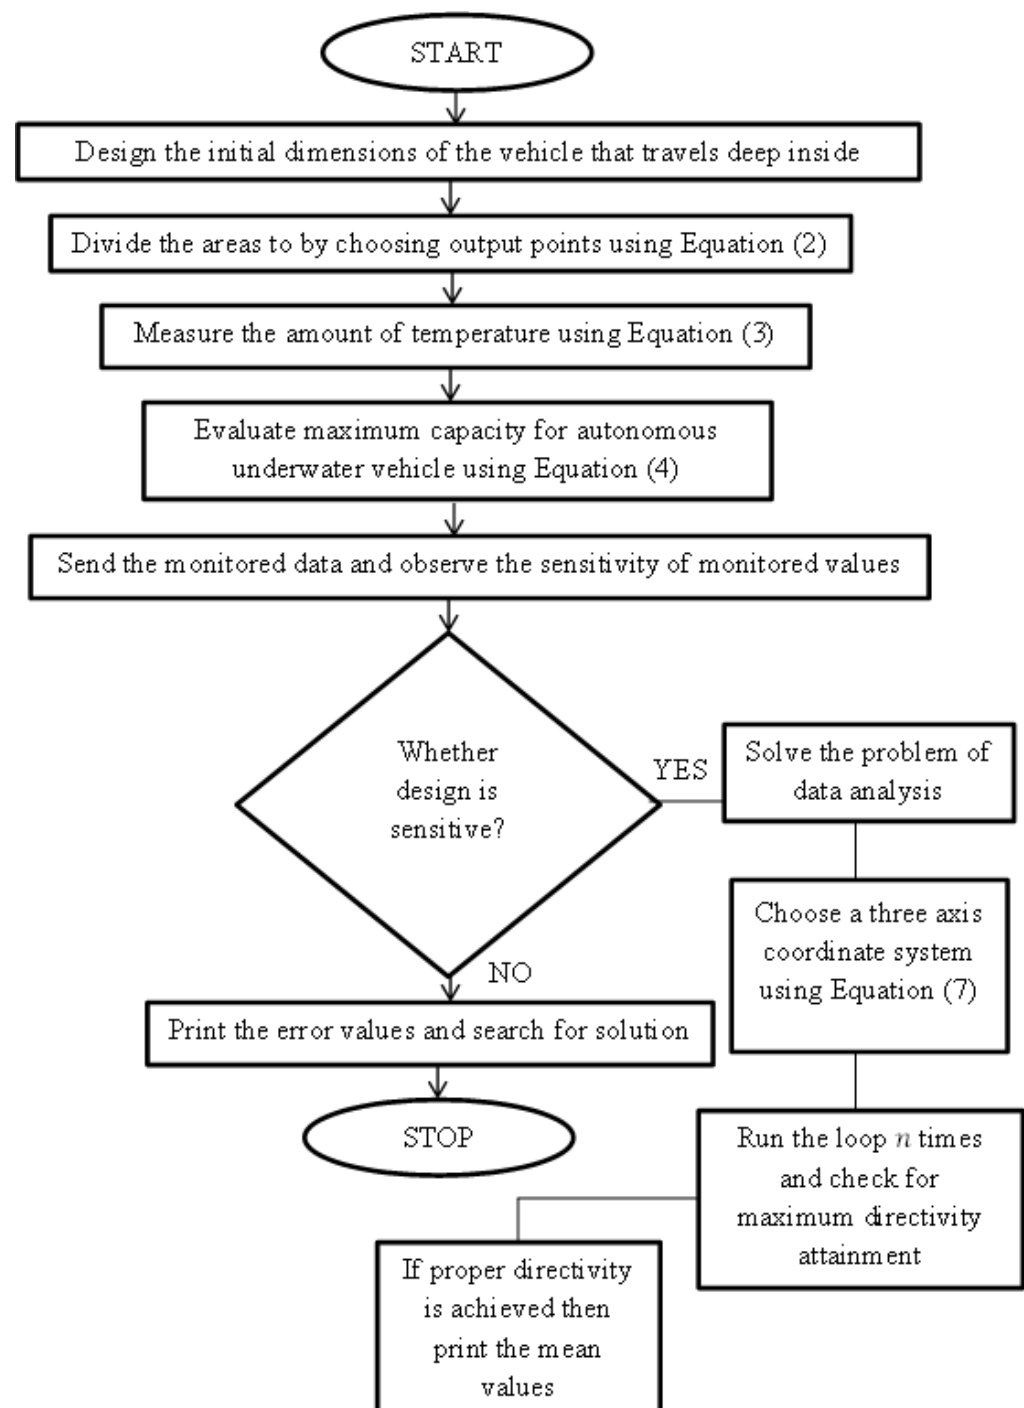 START
Design the initial dimensions of the vehicle that travels deep inside
Divide the areas to by choosing output points using Equation (2)
Measure the amount of temperature using Equation (3)
Evaluate maximum capacity for autonomous
underwater vehicle using Equation (4)
Send the monitored data and observe the sensitivity of monitored values
Whether
design is
sensitive?
YES
Solve the problem of
data analysis
Choose a three axis
coordinate system
using Equation (7)
NO
Print the error values and search for solution
STOP
Run the loop n times
and check for
maximum directivity
attainment
If proper directivity
is achieved then
print the mean
values